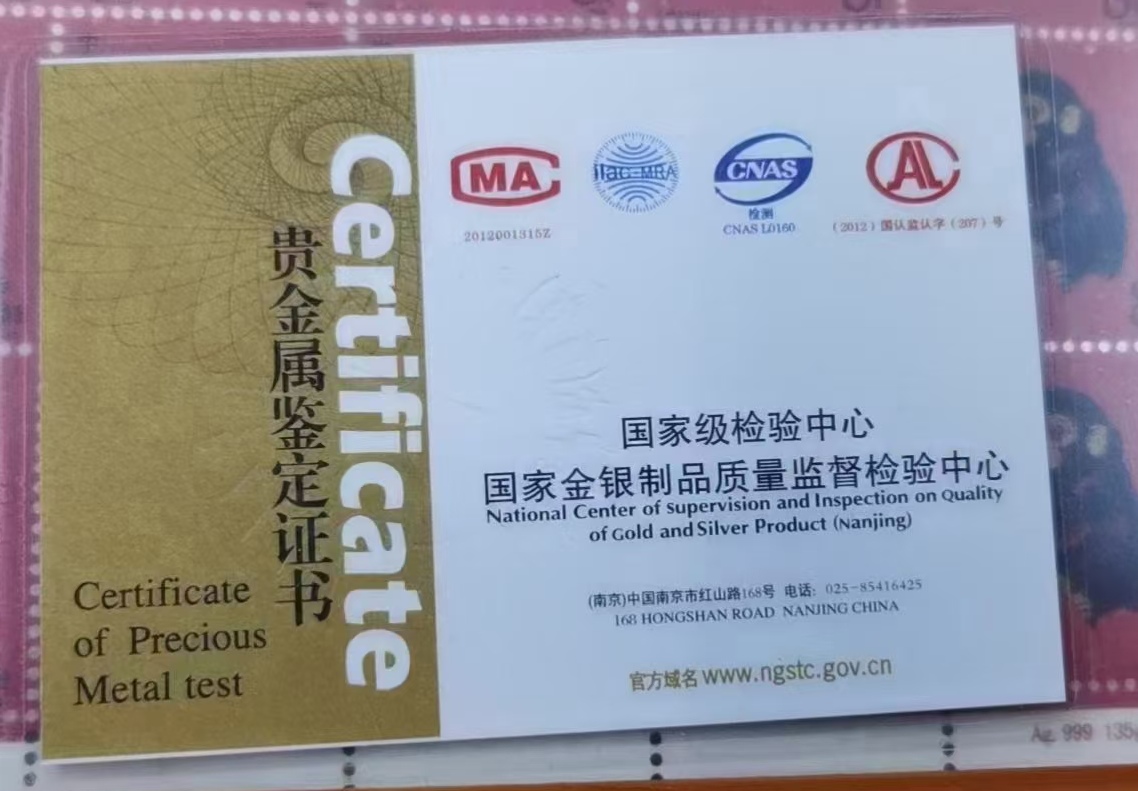 贵金属鉴定证书
Certificate
Certificate
of Precious
Metal test
MA
ilac-MRA
CNAS
检测
CNAS L0160
AL
2012001315Z
(2012)国认监认字(207)号
国家级检验中心
国家金银制品质量监督检验中心
National Center of Supervision and Inspection on Quality
of Gold and Silver Product (Nanjing)
(南京)中国南京市红山路168号 电话: 025-85416425
168 HONGSHAN ROAD NANJING CHINA
官方域名 www.ngstc.gov.cn
999 135g